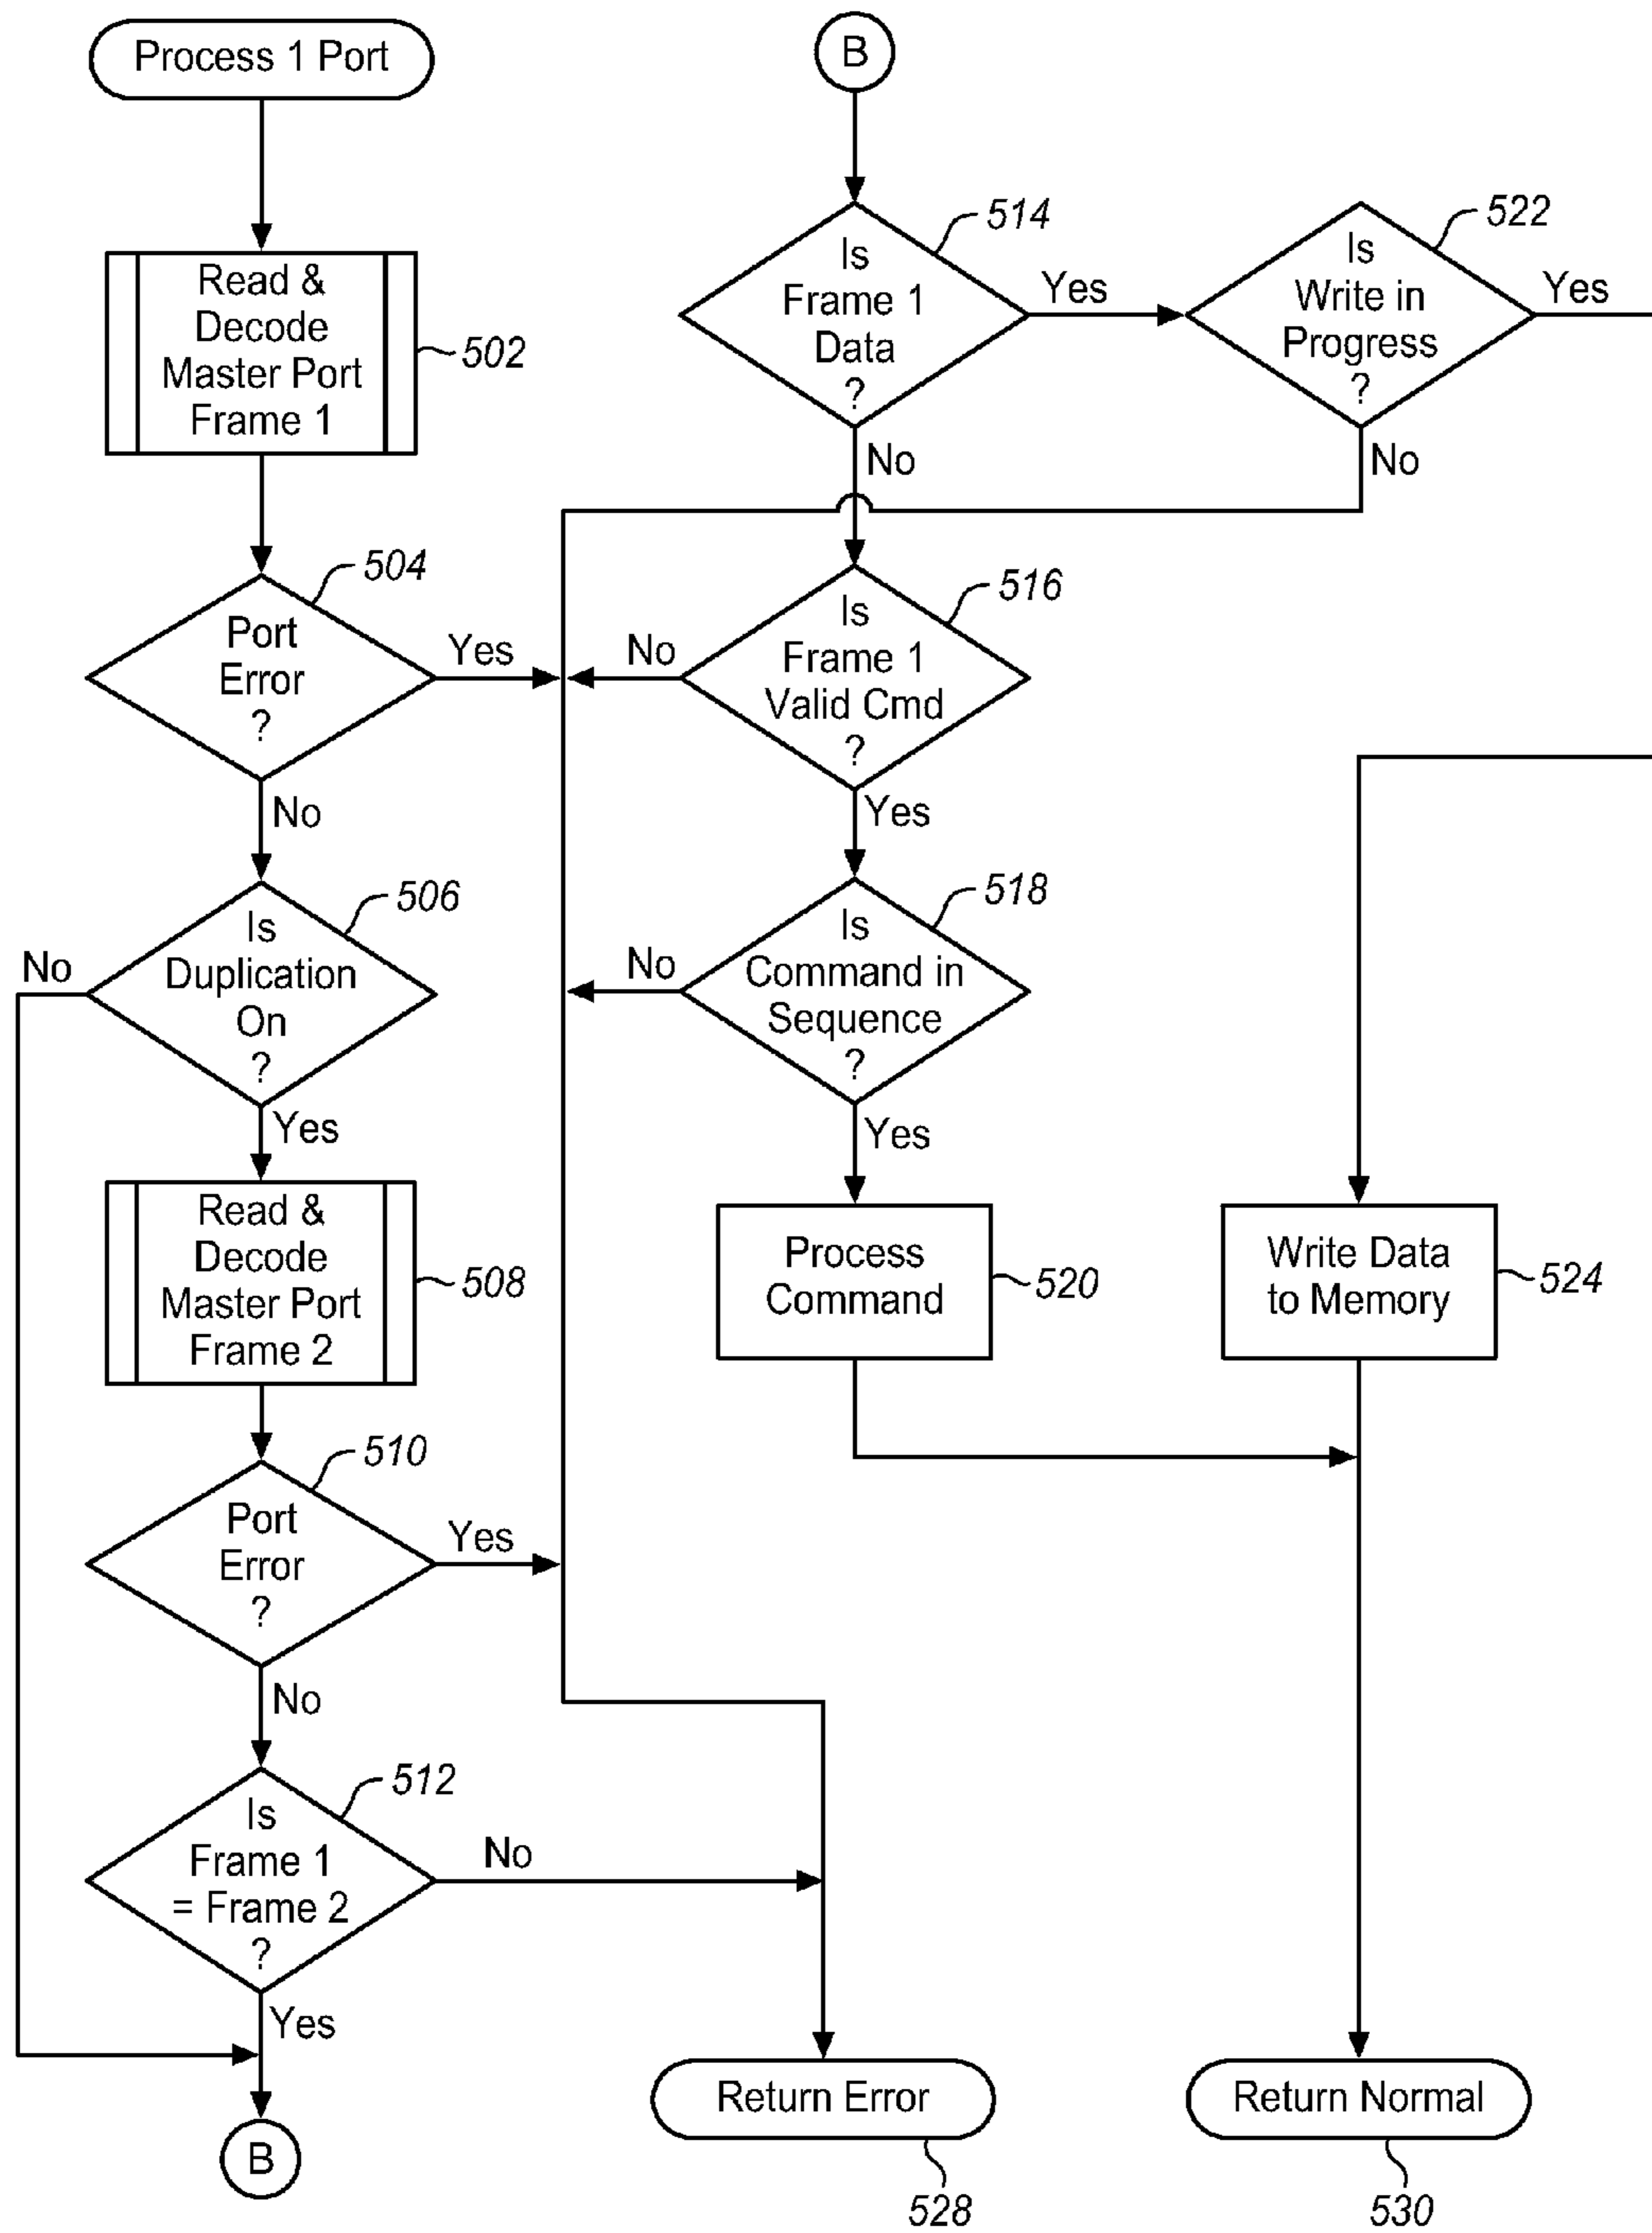 Process 1 Port
Read &
Decode
Master Port
Frame 1
502
504
Port
Error
?
Yes
No
506
Is
Duplication
On
?
No
Yes
Read &
Decode
Master Port
Frame 2
508
510
Port
Error
?
Yes
No
512
Is
Frame 1
= Frame 2
?
No
Yes
B
B
514
Is
Frame 1
Data
?
Yes
No
522
Is
Write in
Progress
?
Yes
No
516
Is
Frame 1
Valid Cmd
?
No
Yes
518
Is
Command in
Sequence
?
No
Yes
Process
Command
520
Write Data
to Memory
524
Return Error
528
Return Normal
530